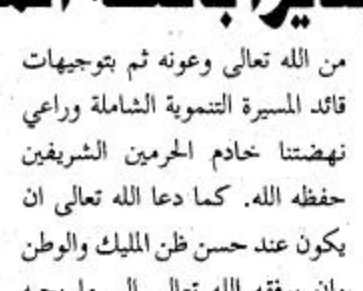 من الله تعالى وعونه ثم بتوجيهات
قائد المسيرة التنموية الشاملة وراعي
نهضتنا خادم الحرمين الشريفين
حفظه الله. كما دعا الله تعالى ان
يكون عند حسن ظن المليك والوطن